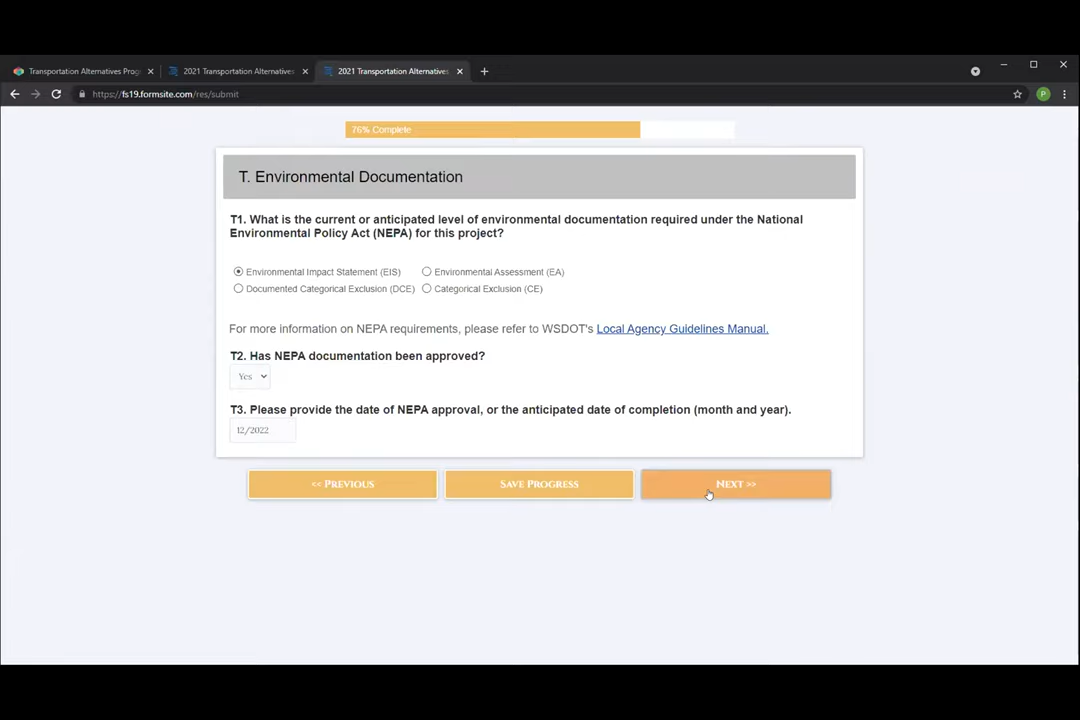 Transportation Alternatives Prog
2021 Transportation Alternatives
2021 Transportation Alternatives
https://fs19.formsite.com/res/submit
P
76% Complete
T. Environmental Documentation
T1. What is the current or anticipated level of environmental documentation required under the National
Environmental Policy Act (NEPA) for this project?
Environmental Impact Statement (EIS) Environmental Assessment (EA)
Documented Categorical Exclusion (DCE) Categorical Exclusion (CE)
For more information on NEPA requirements, please refer to WSDOT's Local Agency Guidelines Manual.
T2. Has NEPA documentation been approved?
Yes
T3. Please provide the date of NEPA approval, or the anticipated date of completion (month and year).
12/2022
<< Previous Save Progress Next >>